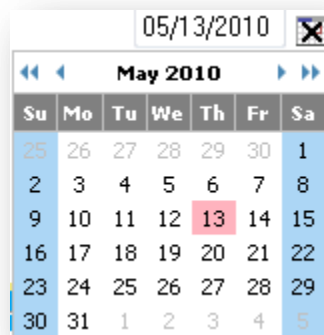 05/13/2010
May 2010
Su Mo Tu We Th Fr Sa
25 26 27 28 29 30 1
2 3 4 5 6 7 8
9 10 11 12 13 14 15
16 17 18 19 20 21 22
23 24 25 26 27 28 29
30 31 1 2 3 4 5